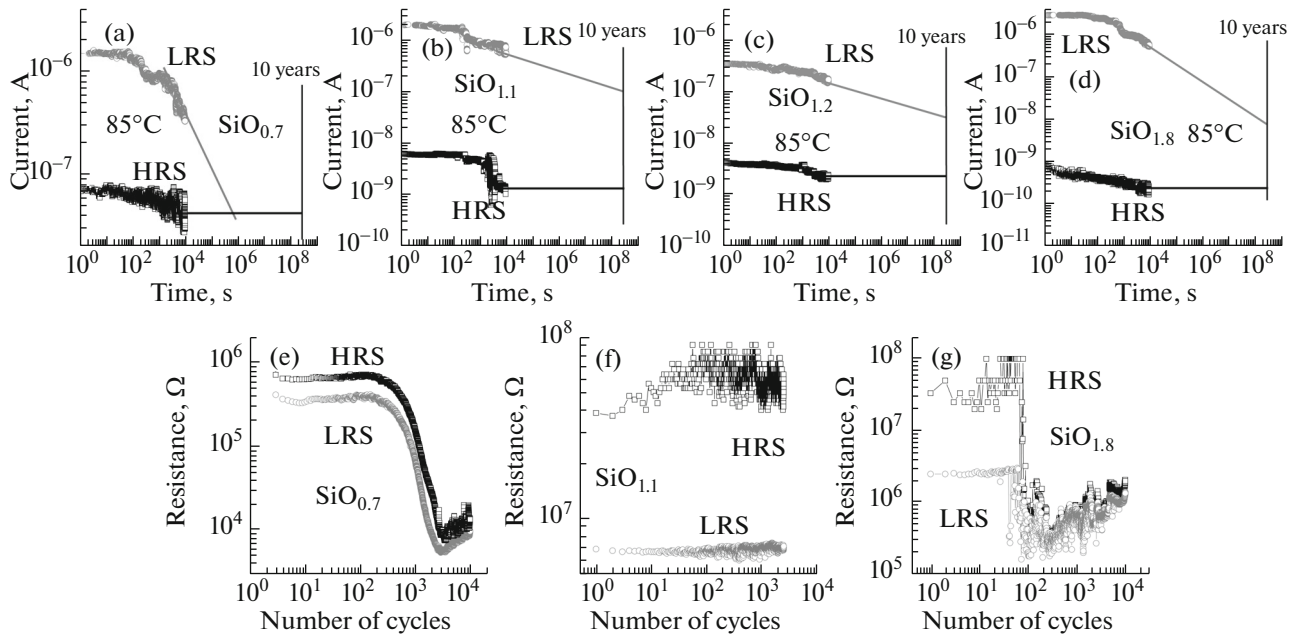 (a)
LRS
10 years
85°C
SiO0.7
HRS
10⁻⁶
10⁻⁷
Current, A
10⁰ 10² 10⁴ 10⁶ 10⁸
Time, s
(b)
LRS
10 years
SiO1.1
85°C
HRS
10⁻⁶
10⁻⁷
10⁻⁸
10⁻⁹
10⁻¹⁰
Current, A
10⁰ 10² 10⁴ 10⁶ 10⁸
Time, s
(c)
LRS
10 years
SiO1.2
85°C
HRS
10⁻⁶
10⁻⁷
10⁻⁸
10⁻⁹
10⁻¹⁰
Current, A
10⁰ 10² 10⁴ 10⁶ 10⁸
Time, s
10 years
LRS
(d)
SiO1.8 85°C
HRS
10⁻⁶
10⁻⁷
10⁻⁸
10⁻⁹
10⁻¹⁰
10⁻¹¹
Current, A
10⁰ 10² 10⁴ 10⁶ 10⁸
Time, s
(e)
HRS
LRS
SiO0.7
10⁶
10⁵
10⁴
Resistance, Ω
10⁰ 10¹ 10² 10³ 10⁴
Number of cycles
(f)
HRS
SiO1.1
LRS
10⁸
10⁷
Resistance, Ω
10⁰ 10¹ 10² 10³ 10⁴
Number of cycles
(g)
HRS
SiO1.8
LRS
10⁸
10⁷
10⁶
10⁵
Resistance, Ω
10⁰ 10¹ 10² 10³ 10⁴
Number of cycles